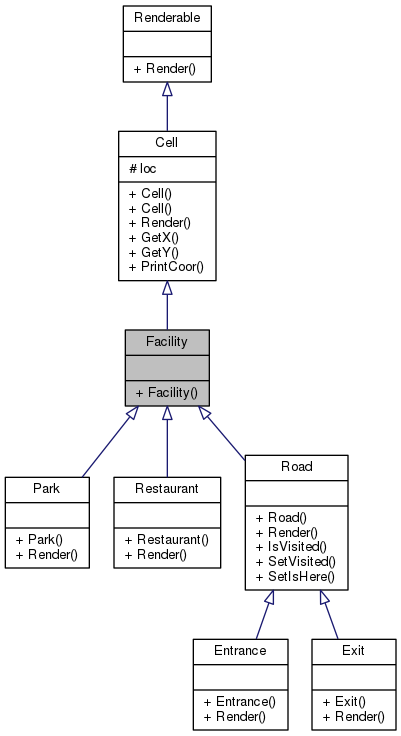 Renderable
+ Render()
Cell
# loc
+ Cell()
+ Cell()
+ Render()
+ GetX()
+ GetY()
+ PrintCoor()
Facility
+ Facility()
Park
+ Park()
+ Render()
Restaurant
+ Restaurant()
+ Render()
Road
+ Road()
+ Render()
+ IsVisited()
+ SetVisited()
+ SetIsHere()
Entrance
+ Entrance()
+ Render()
Exit
+ Exit()
+ Render()